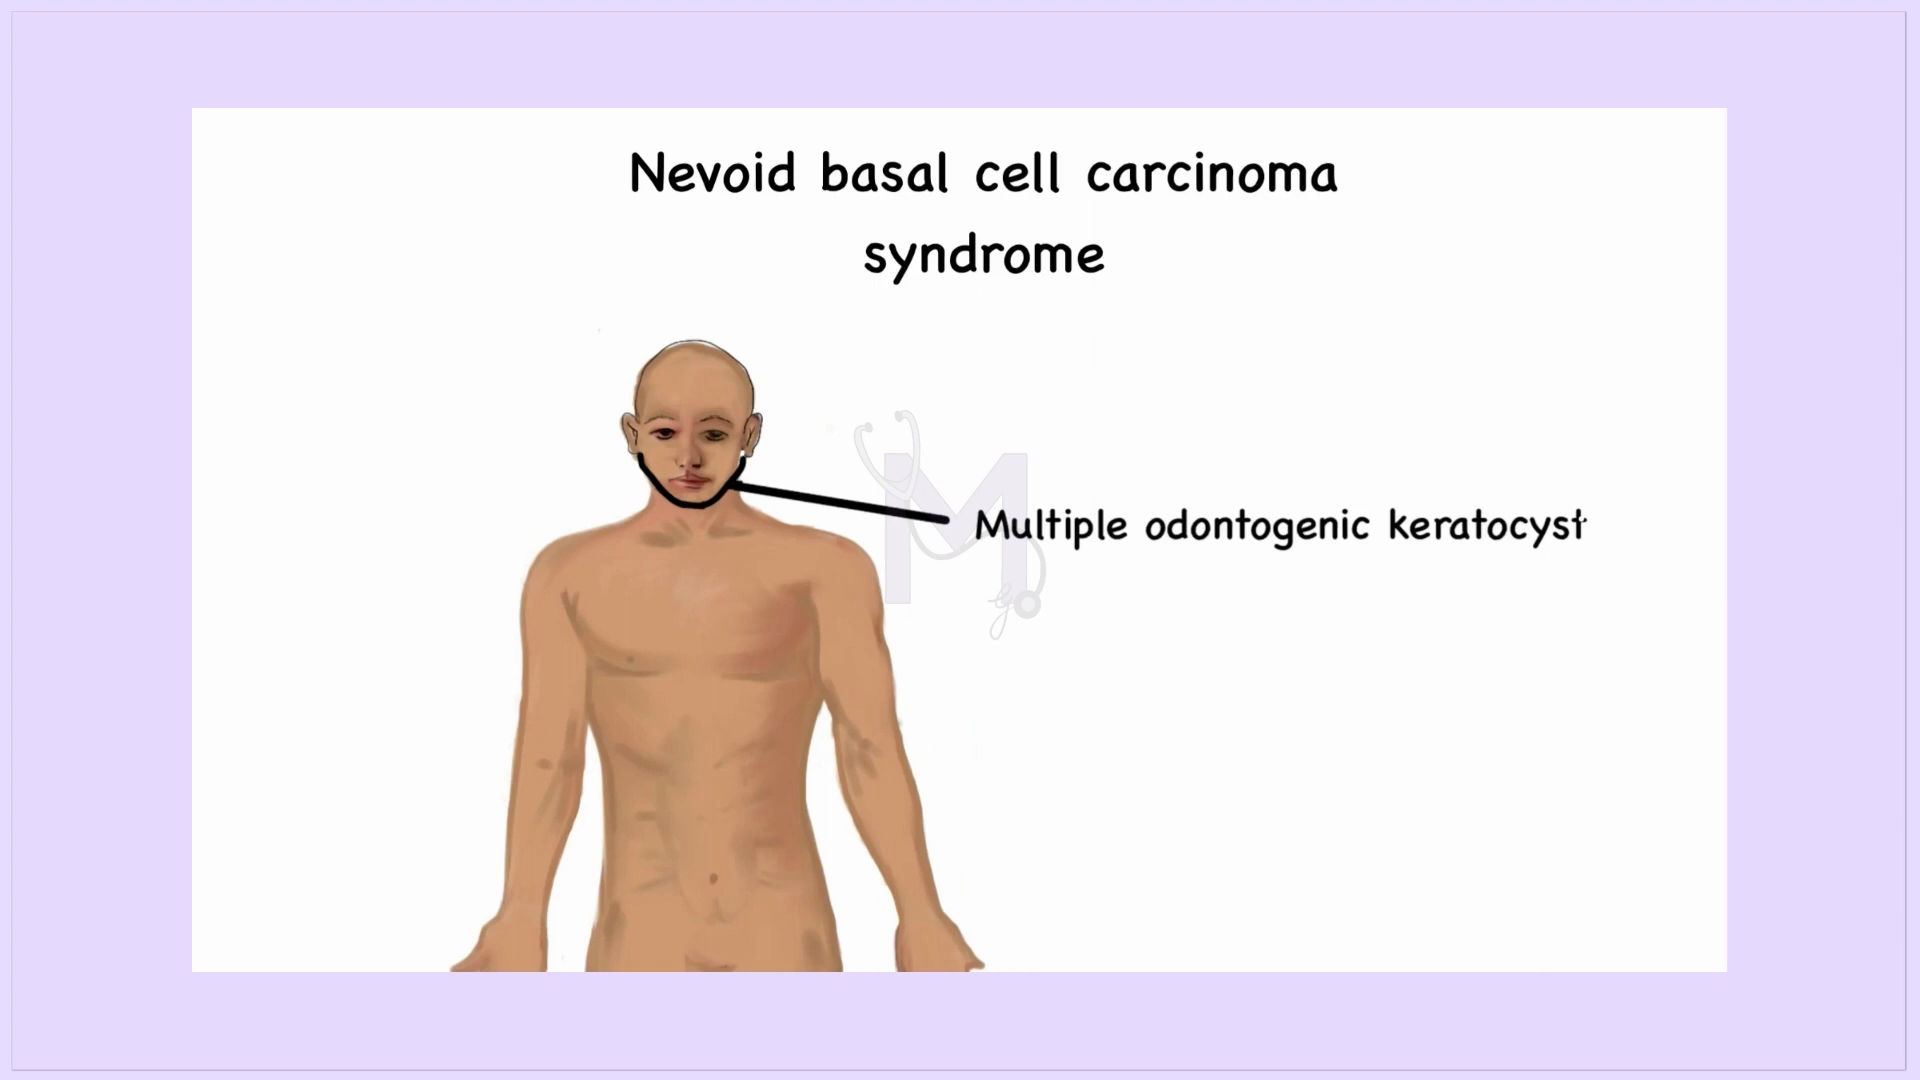 Nevoid basal cell carcinoma
syndrome
Multiple odontogenic keratocyst
M